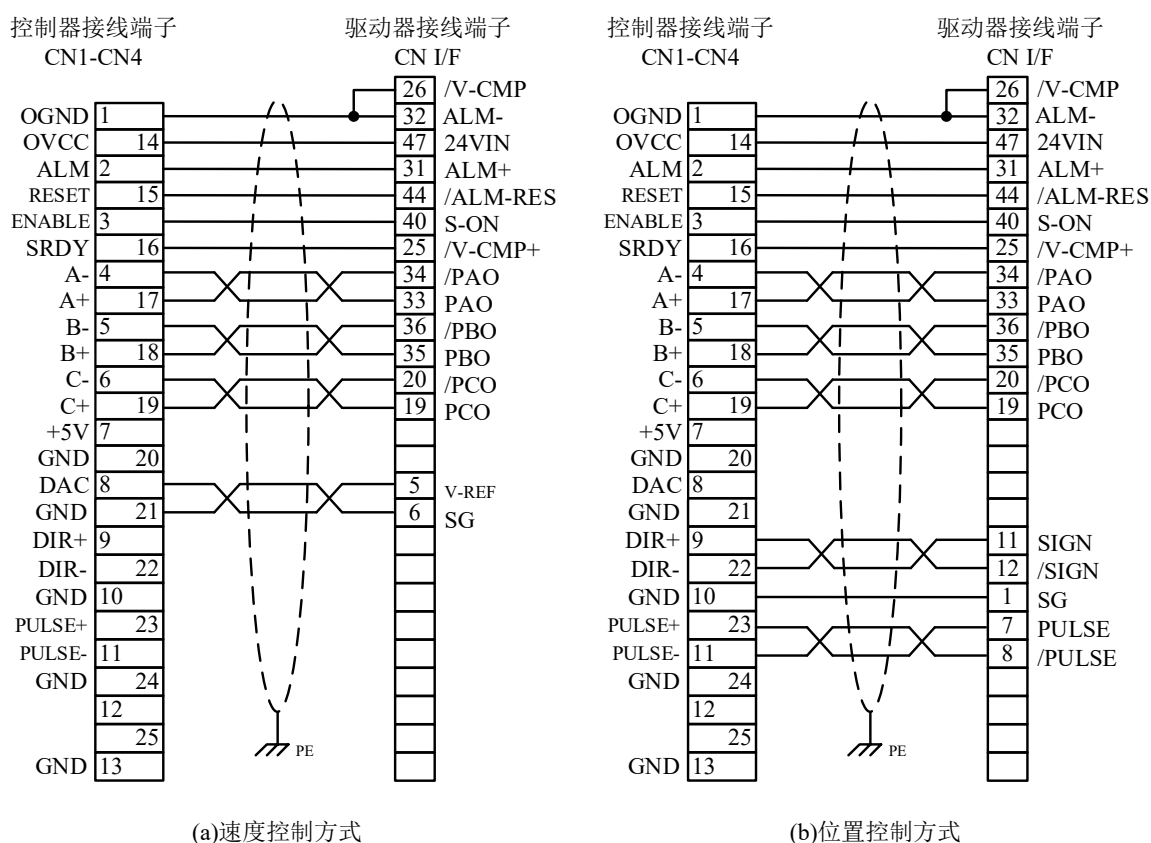 控制器接线端子
CN1-CN4
驱动器接线端子
CN I/F
26 /V-CMP
OGND 1 32 ALM-
OVCC 14 47 24VIN
ALM 2 31 ALM+
RESET 15 44 /ALM-RES
ENABLE 3 40 S-ON
SRDY 16 25 /V-CMP+
A- 4 34 /PAO
A+ 17 33 PAO
B- 5 36 /PBO
B+ 18 35 PBO
C- 6 20 /PCO
C+ 19 19 PCO
+5V 7
GND 20
DAC 8 5 V-REF
GND 21 6 SG
DIR+ 9
DIR- 22
GND 10
PULSE+ 23
PULSE- 11
GND 24
12
25
GND 13
PE
(a)速度控制方式
控制器接线端子
CN1-CN4
驱动器接线端子
CN I/F
26 /V-CMP
OGND 1 32 ALM-
OVCC 14 47 24VIN
ALM 2 31 ALM+
RESET 15 44 /ALM-RES
ENABLE 3 40 S-ON
SRDY 16 25 /V-CMP+
A- 4 34 /PAO
A+ 17 33 PAO
B- 5 36 /PBO
B+ 18 35 PBO
C- 6 20 /PCO
C+ 19 19 PCO
+5V 7
GND 20
DAC 8
GND 21
DIR+ 9 11 SIGN
DIR- 22 12 /SIGN
GND 10 1 SG
PULSE+ 23 7 PULSE
PULSE- 11 8 /PULSE
GND 24
12
25
GND 13
PE
(b)位置控制方式